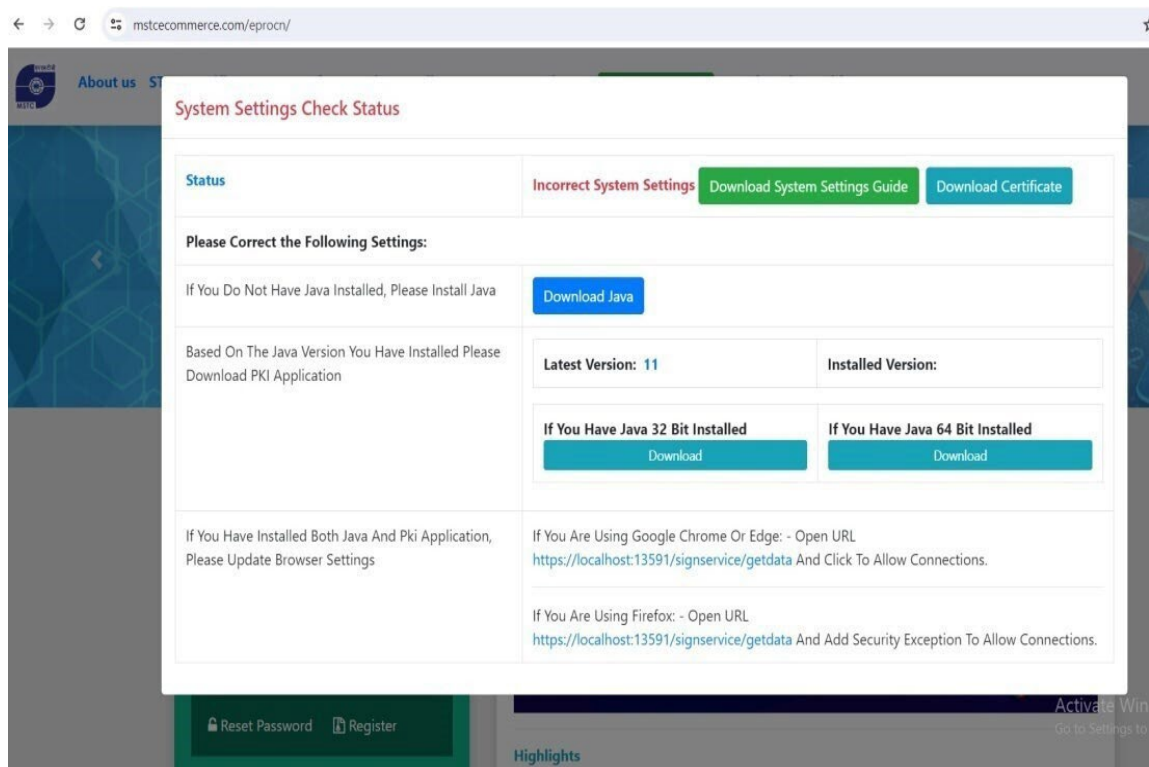 mstcecommerce.com/eprocn/
MSTC
About us
System Settings Check Status
Status
Incorrect System Settings
Download System Settings Guide
Download Certificate
Please Correct the Following Settings:
If You Do Not Have Java Installed, Please Install Java
Download Java
Based On The Java Version You Have Installed Please
Download PKI Application
Latest Version: 11
Installed Version:
If You Have Java 32 Bit Installed
Download
If You Have Java 64 Bit Installed
Download
If You Have Installed Both Java And Pki Application,
Please Update Browser Settings
If You Are Using Google Chrome Or Edge: - Open URL
https://localhost:13591/signservice/getdata And Click To Allow Connections.
If You Are Using Firefox: - Open URL
https://localhost:13591/signservice/getdata And Add Security Exception To Allow Connections.
Reset Password
Register
Highlights
Activate Win
Go to Settings to